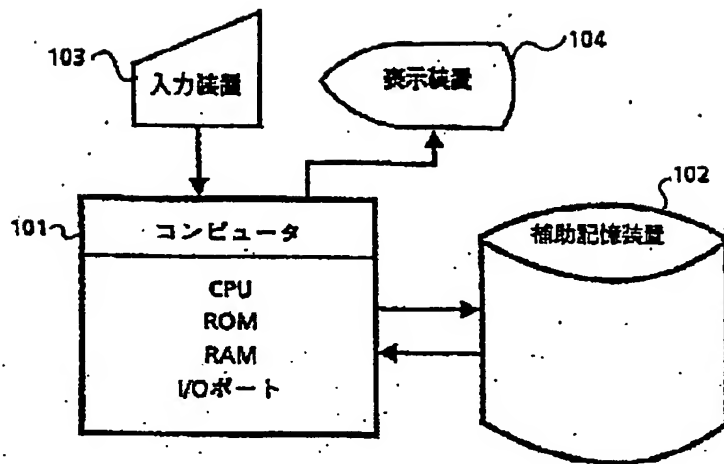 104
103
入力装置
表示装置
102
101
コンピュータ
補助記憶装置
CPU
ROM
RAM
I/Oポート